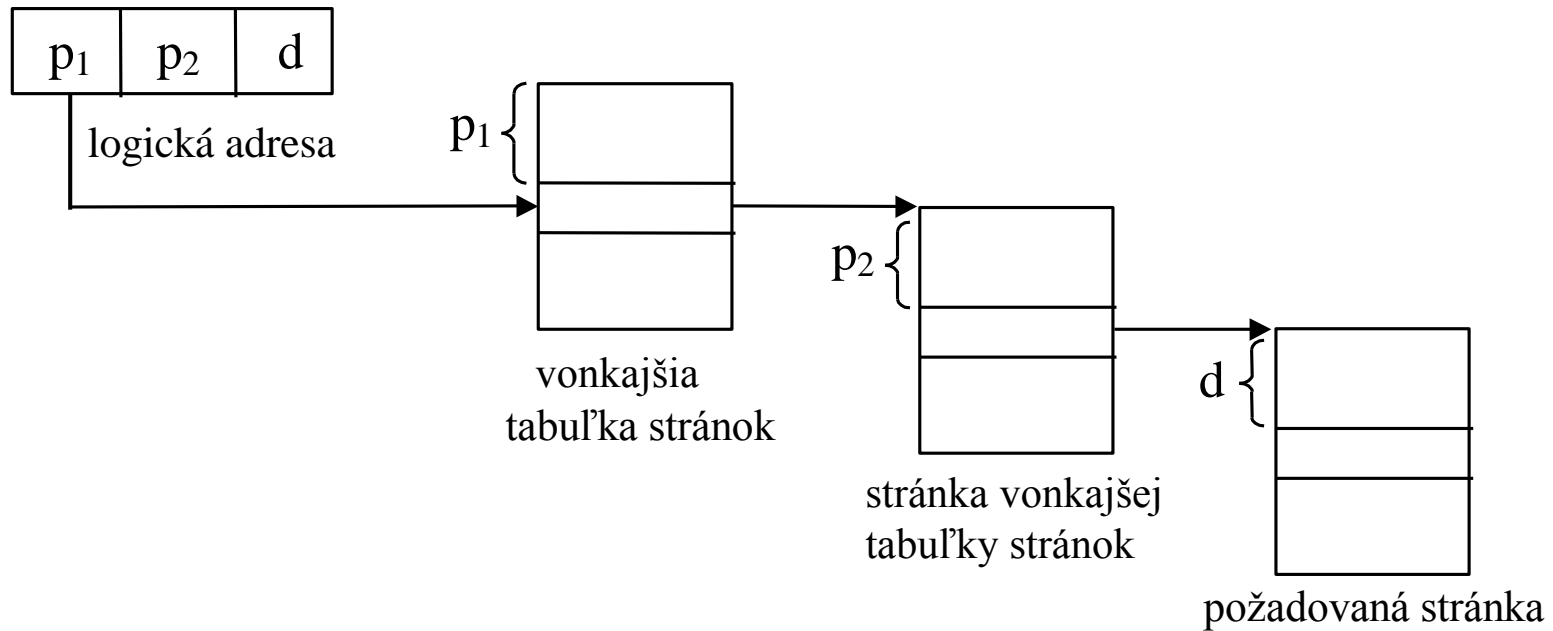 p₁ p₂ d
logická adresa
p₁
vonkajšia
tabuľka stránok
p₂
stránka vonkajšej
tabuľky stránok
d
požadovaná stránka